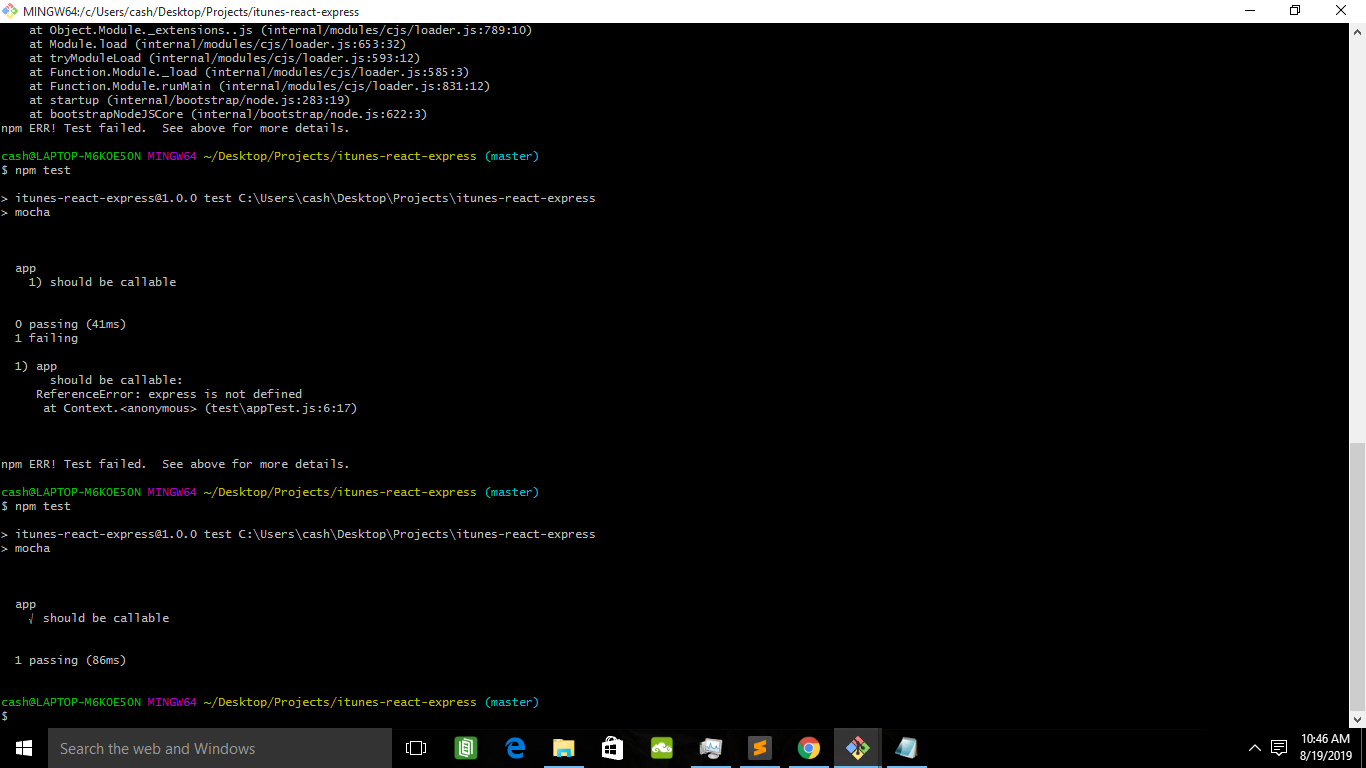 MINGW64:/c/Users/cash/Desktop/Projects/itunes-react-express
at Object.Module._extensions..js (internal/modules/cjs/loader.js:789:10)
at Module.load (internal/modules/cjs/loader.js:653:32)
at tryModuleLoad (internal/modules/cjs/loader.js:593:12)
at Function.Module._load (internal/modules/cjs/loader.js:585:3)
at Function.Module.runMain (internal/modules/cjs/loader.js:831:12)
at startup (internal/bootstrap/node.js:283:19)
at bootstrapNodeJSCore (internal/bootstrap/node.js:622:3)
npm ERR! Test failed.  See above for more details.
cash@LAPTOP-M6KOE5ON MINGW64 ~/Desktop/Projects/itunes-react-express (master)
$ npm test
> itunes-react-express@1.0.0 test C:\Users\cash\Desktop\Projects\itunes-react-express
> mocha
app
1) should be callable
0 passing (41ms)
1 failing
1) app
should be callable:
ReferenceError: express is not defined
at Context.<anonymous> (test\appTest.js:6:17)
npm ERR! Test failed.  See above for more details.
cash@LAPTOP-M6KOE5ON MINGW64 ~/Desktop/Projects/itunes-react-express (master)
$ npm test
> itunes-react-express@1.0.0 test C:\Users\cash\Desktop\Projects\itunes-react-express
> mocha
app
√ should be callable
1 passing (86ms)
cash@LAPTOP-M6KOE5ON MINGW64 ~/Desktop/Projects/itunes-react-express (master)
$
Search the web and Windows
10:46 AM
8/19/2019